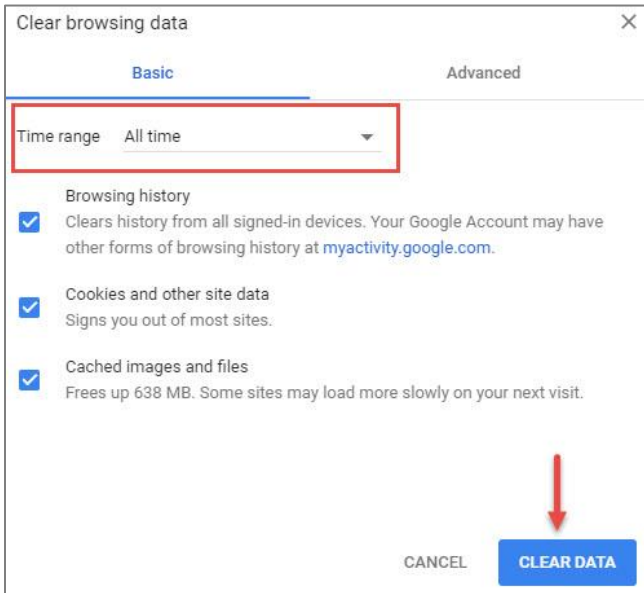 Clear browsing data
Basic Advanced
Time range All time
Browsing history
Clears history from all signed-in devices. Your Google Account may have
other forms of browsing history at myactivity.google.com.
Cookies and other site data
Signs you out of most sites.
Cached images and files
Frees up 638 MB. Some sites may load more slowly on your next visit.
CANCEL CLEAR DATA